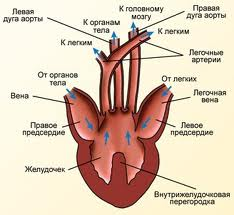 Левая
дуга аорты
К органам
тела
К головному
мозгу
Правая
дуга аорты
К легким
К легким
Легочные
артерии
От органов
тела
От легких
Вена
Легочная
вена
Правое
предсердие
Левое
предсердие
Желудочек
Внутрижелудочковая
перегородка